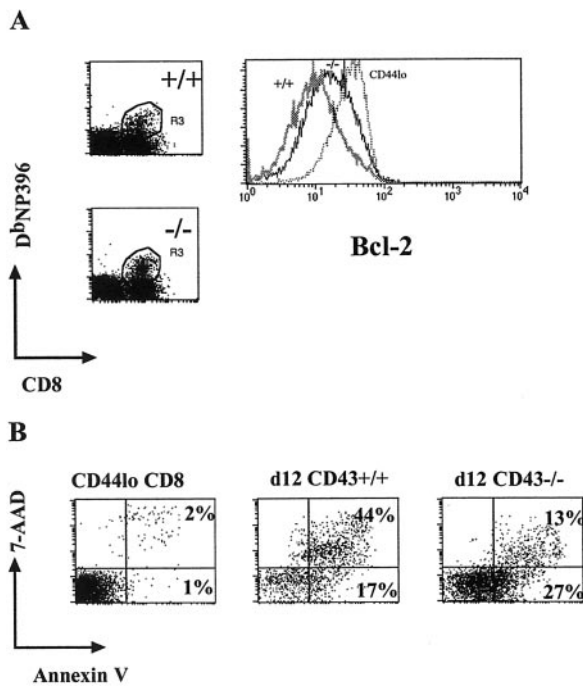 A
+/+
R3
-/-
R3
DbNP396
CD8
+/+
-/-
CD44lo
10^0 10^1 10^2 10^3 10^4
Bcl-2
B
CD44lo CD8
d12 CD43+/+
d12 CD43-/-
2%
1%
44%
17%
13%
27%
7-AAD
Annexin V